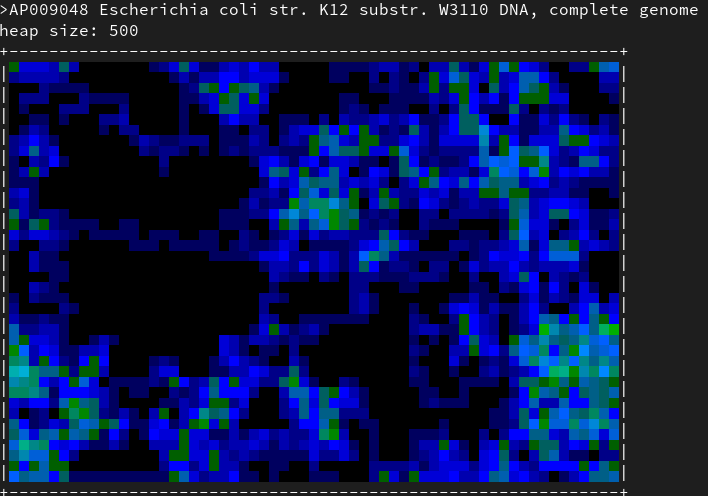 >AP009048 Escherichia coli str. K12 substr. W3110 DNA, complete genome
heap size: 500